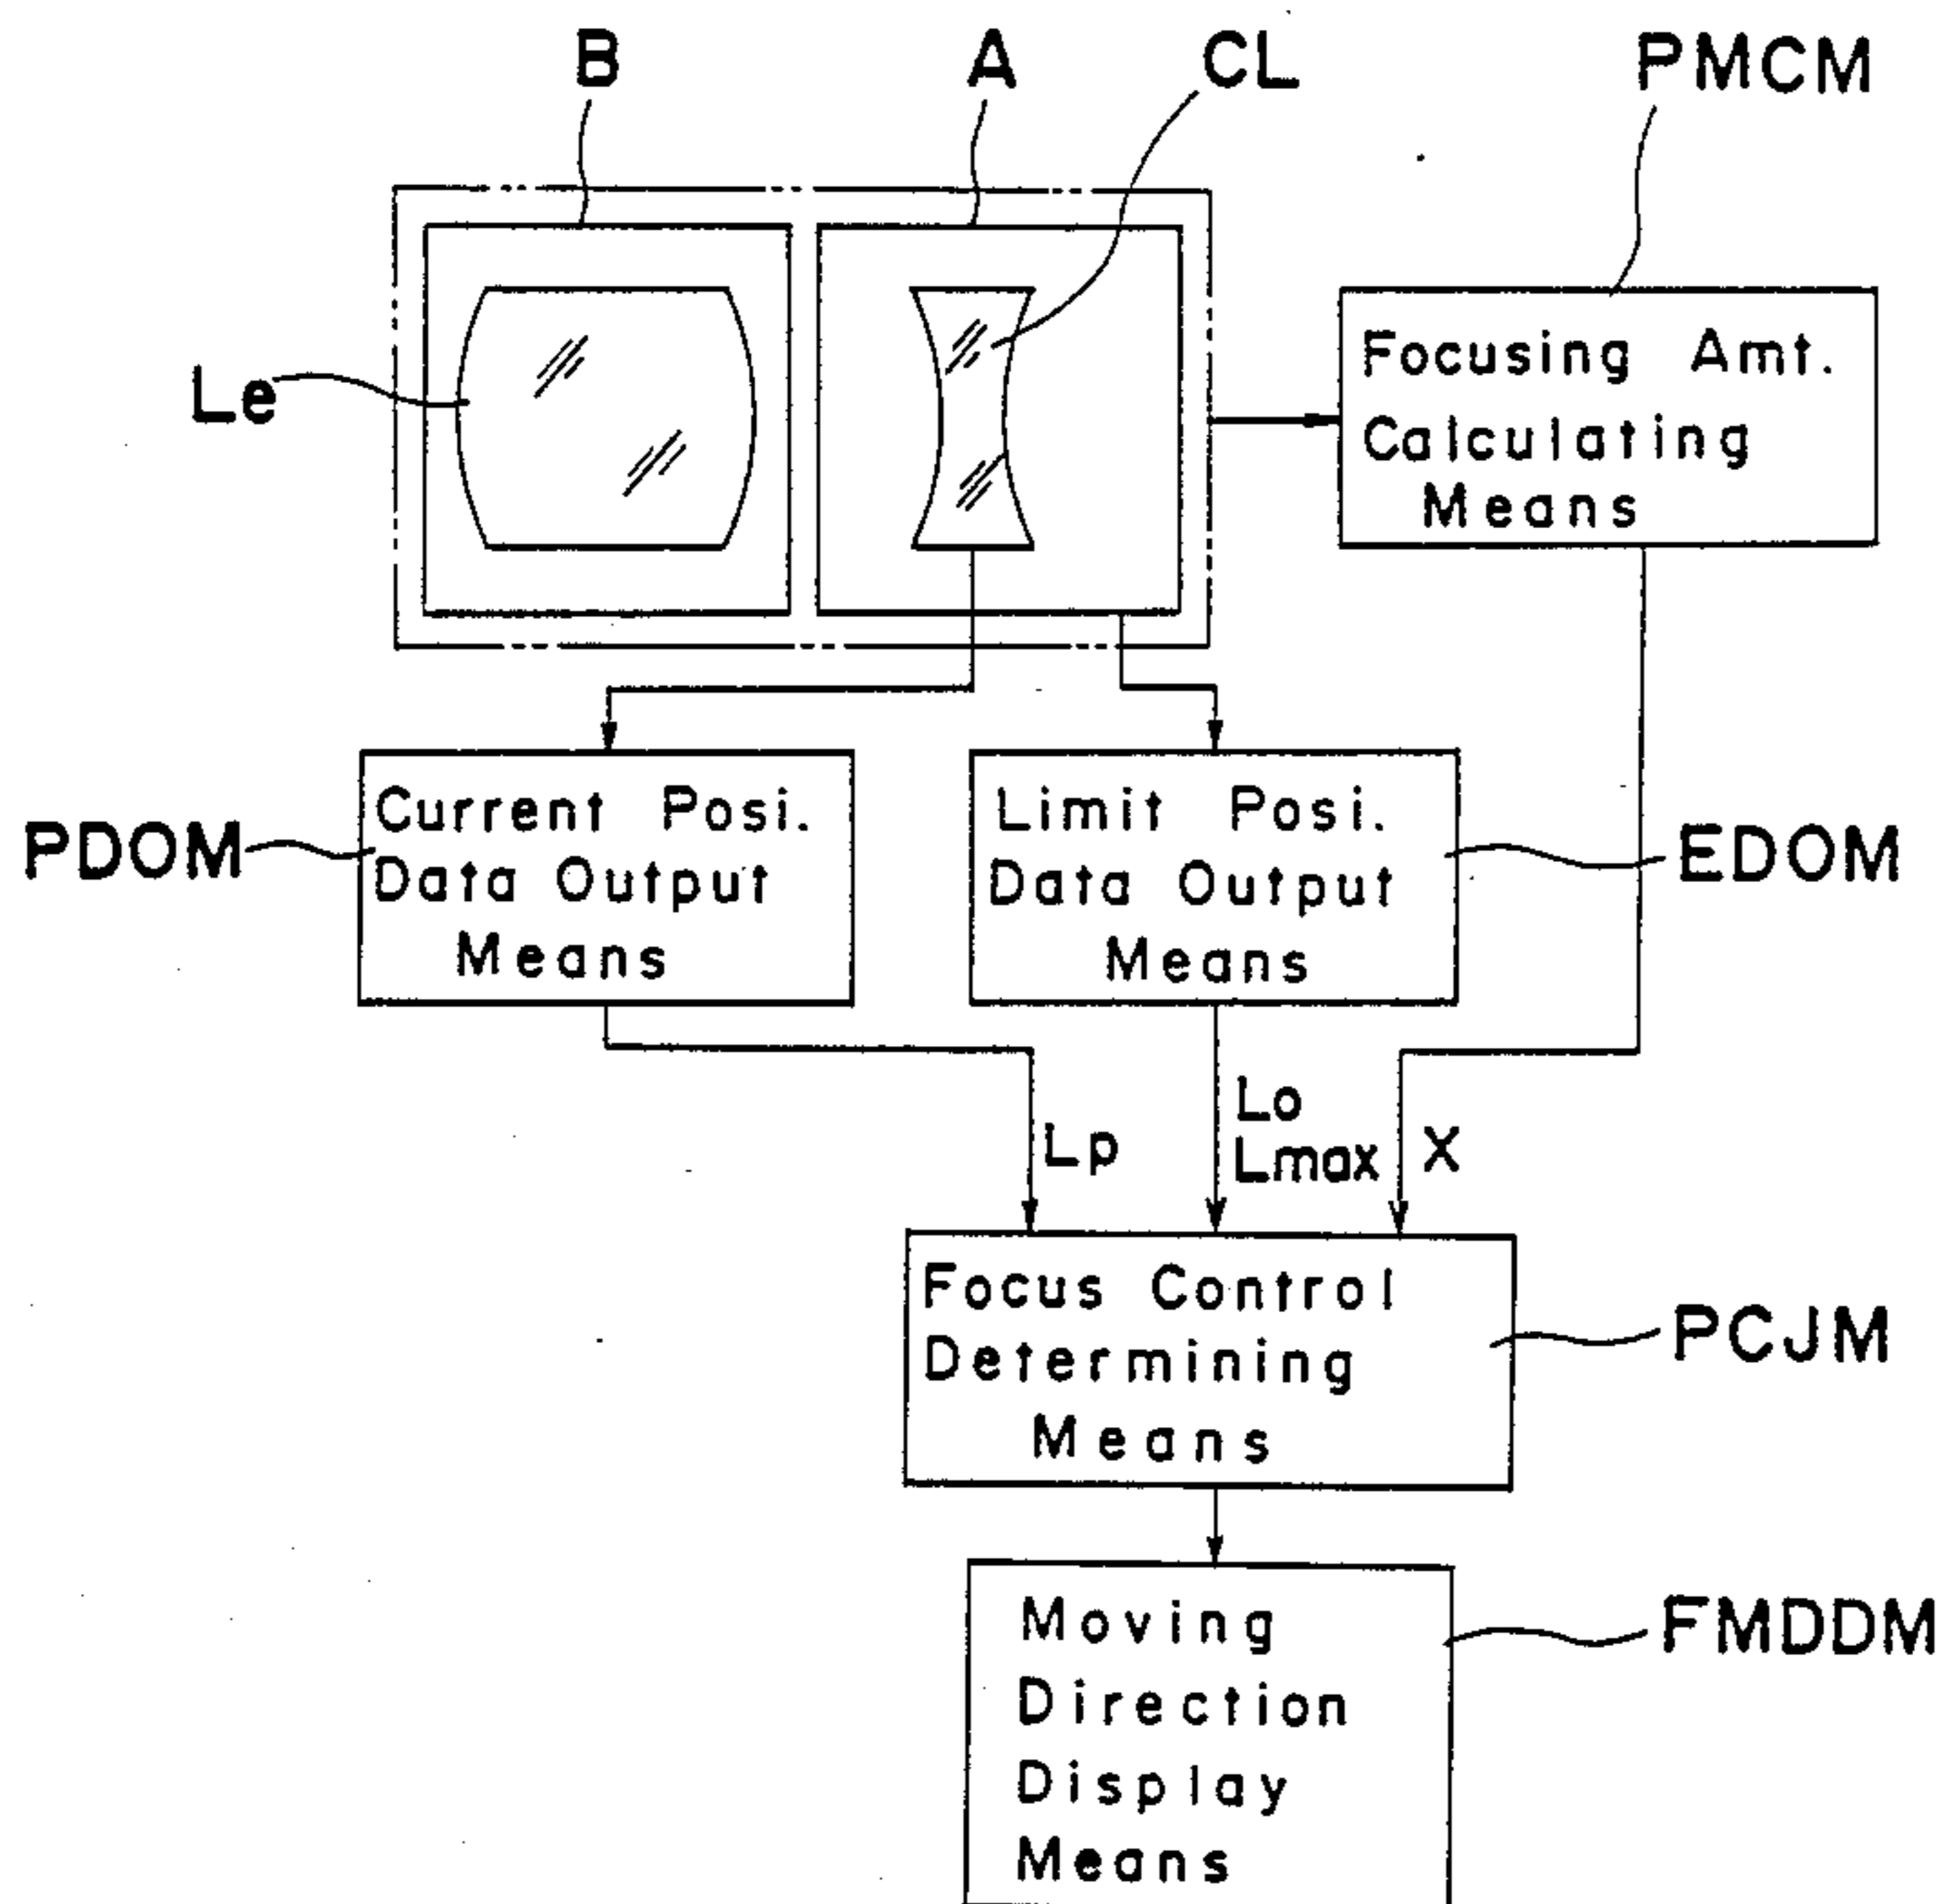 B
A
CL
PMCM
Le
Focusing Amt.
Calculating
Means
PDOM
Current Posi.
Data Output
Means
Limit Posi.
Data Output
Means
EDOM
Lp
Lo
Lmax
X
Focus Control
Determining
Means
PCJM
Moving
Direction
Display
Means
FMDDM